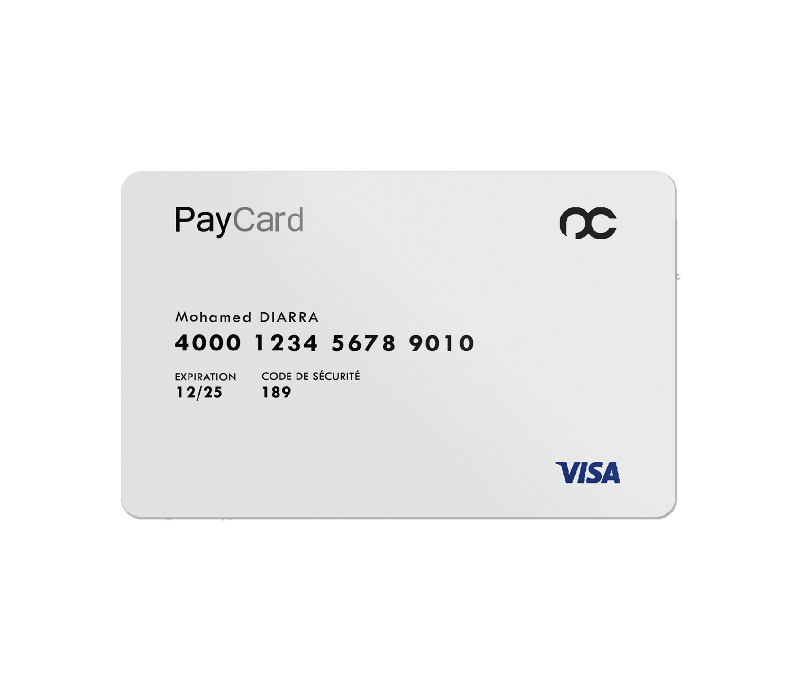 PayCard
Mohamed DIARRA
4000 1234 5678 9010
EXPIRATION CODE DE SÉCURITÉ
12/25 189
VISA